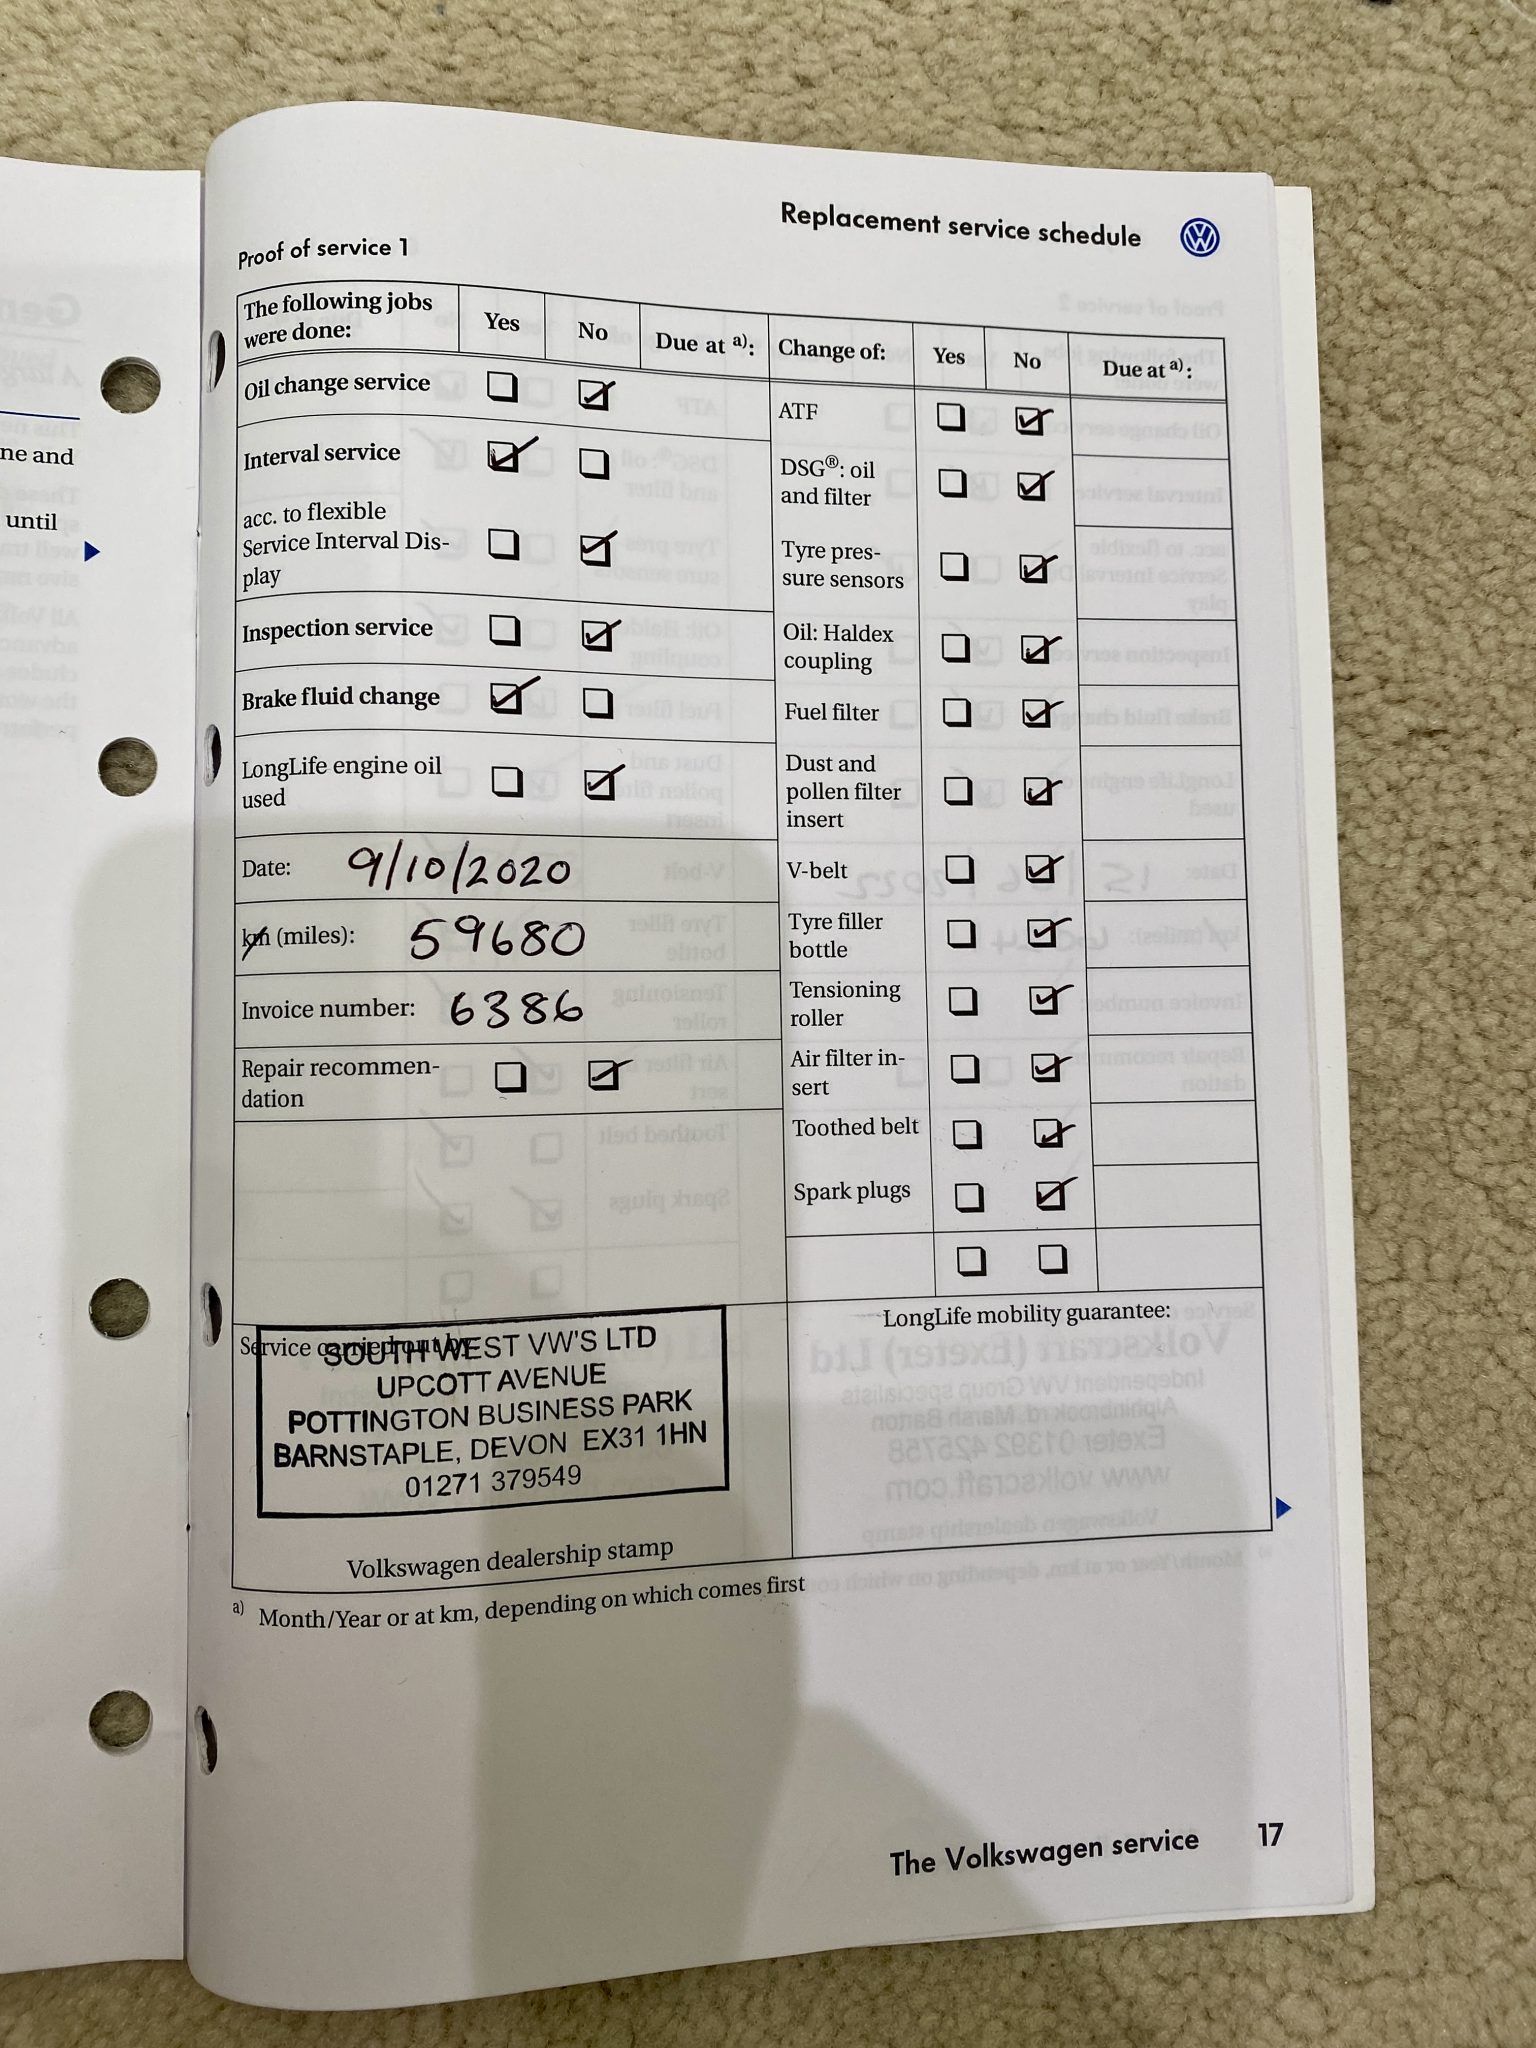 ne and
until
Replacement service schedule
Proof of service 1
The following jobs were done: Yes No Due at a):
Oil change service
Interval service
acc. to flexible
Service Interval Dis-
play
Inspection service
Brake fluid change
LongLife engine oil
used
Date: 9/10/2020
km (miles): 59680
Invoice number: 6386
Repair recommen-
dation
Change of: Yes No Due at a):
ATF
DSG®: oil
and filter
Tyre pres-
sure sensors
Oil: Haldex
coupling
Fuel filter
Dust and
pollen filter
insert
V-belt
Tyre filler
bottle
Tensioning
roller
Air filter in-
sert
Toothed belt
Spark plugs
Service carried out by:
SOUTH WEST VW'S LTD
UPCOTT AVENUE
POTTINGTON BUSINESS PARK
BARNSTAPLE, DEVON EX31 1HN
01271 379549
Volkswagen dealership stamp
LongLife mobility guarantee:
a) Month/Year or at km, depending on which comes first
The Volkswagen service 17